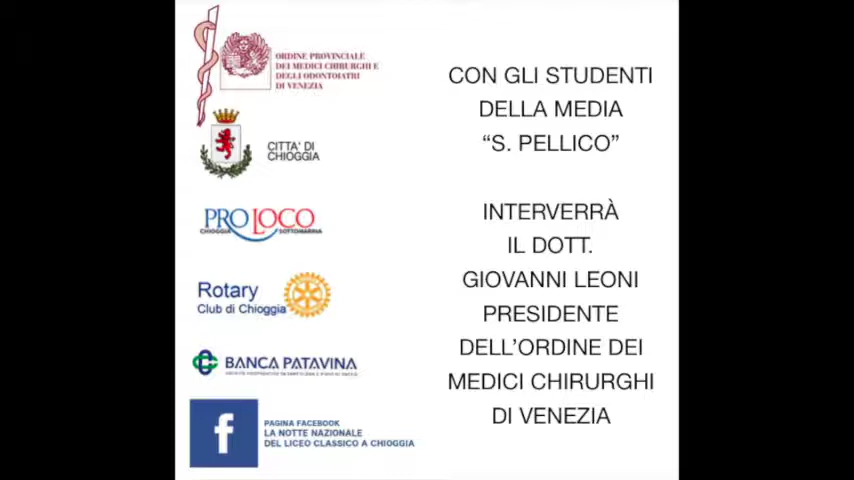 ORDINE PROVINCIALE
DEI MEDICI CHIRURGHI E
DEGLI ODONTOIATRI
DI VENEZIA
CITTA' DI
CHIOGGIA
PRO LOCO
CHIOGGIA SOTTOMARINA
Rotary
Club di Chioggia
BANCA PATAVINA
PAGINA FACEBOOK
LA NOTTE NAZIONALE
DEL LICEO CLASSICO A CHIOGGIA
CON GLI STUDENTI
DELLA MEDIA
“S. PELLICO”
INTERVERRÀ
IL DOTT.
GIOVANNI LEONI
PRESIDENTE
DELL’ORDINE DEI
MEDICI CHIRURGHI
DI VENEZIA